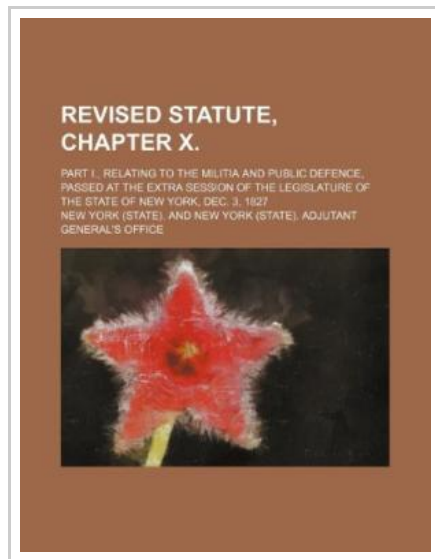 REVISED STATUTE,
CHAPTER X.
PART I., RELATING TO THE MILITIA AND PUBLIC DEFENCE,
PASSED AT THE EXTRA SESSION OF THE LEGISLATURE OF
THE STATE OF NEW YORK, DEC. 3, 1827
NEW YORK (STATE). AND NEW YORK (STATE). ADJUTANT
GENERAL'S OFFICE